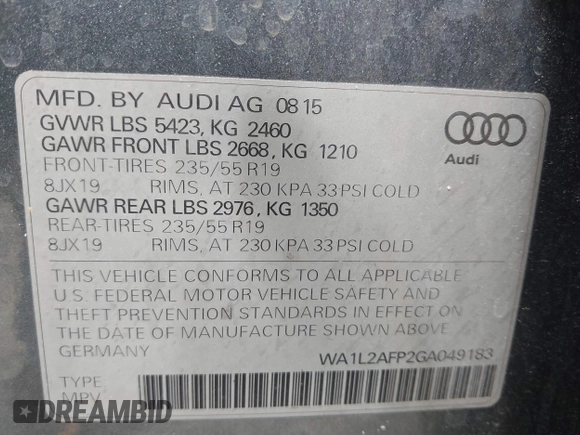 MFD. BY AUDI AG 0815
GVWR LBS 5423, KG 2460
GAWR FRONT LBS 2668, KG 1210
FRONT-TIRES 235/55 R19
8JX19 RIMS, AT 230 KPA 33 PSI COLD
GAWR REAR LBS 2976, KG 1350
REAR-TIRES 235/55 R19
8JX19 RIMS, AT 230 KPA 33 PSI COLD
Audi
THIS VEHICLE CONFORMS TO ALL APPLICABLE
U.S. FEDERAL MOTOR VEHICLE SAFETY AND
THEFT PREVENTION STANDARDS IN EFFECT ON
THE DATE OF MANUFACTURE SHOWN ABOVE
GERMANY WA1L2AFP2GA049183
TYPE
MPV
DREAMBID